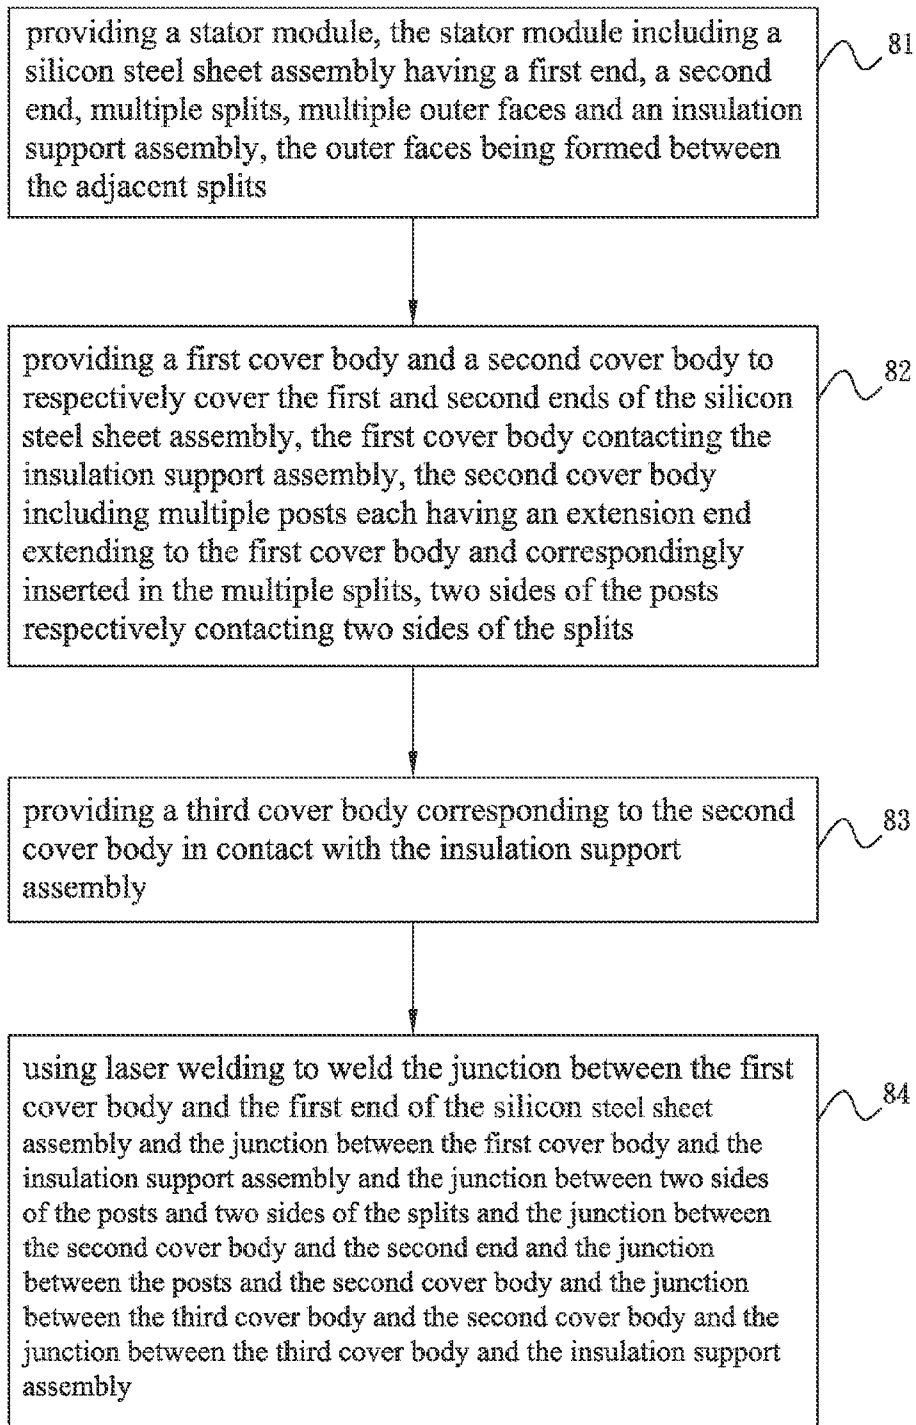 providing a stator module, the stator module including a
silicon steel sheet assembly having a first end, a second
end, multiple splits, multiple outer faces and an insulation
support assembly, the outer faces being formed between
the adjacent splits
81
providing a first cover body and a second cover body to
respectively cover the first and second ends of the silicon
steel sheet assembly, the first cover body contacting the
insulation support assembly, the second cover body
including multiple posts each having an extension end
extending to the first cover body and correspondingly
inserted in the multiple splits, two sides of the posts
respectively contacting two sides of the splits
82
providing a third cover body corresponding to the second
cover body in contact with the insulation support
assembly
83
using laser welding to weld the junction between the first
cover body and the first end of the silicon steel sheet
assembly and the junction between the first cover body and the
insulation support assembly and the junction between two sides
of the posts and two sides of the splits and the junction between
the second cover body and the second end and the junction
between the posts and the second cover body and the junction
between the third cover body and the second cover body and the
junction between the third cover body and the insulation support
assembly
84